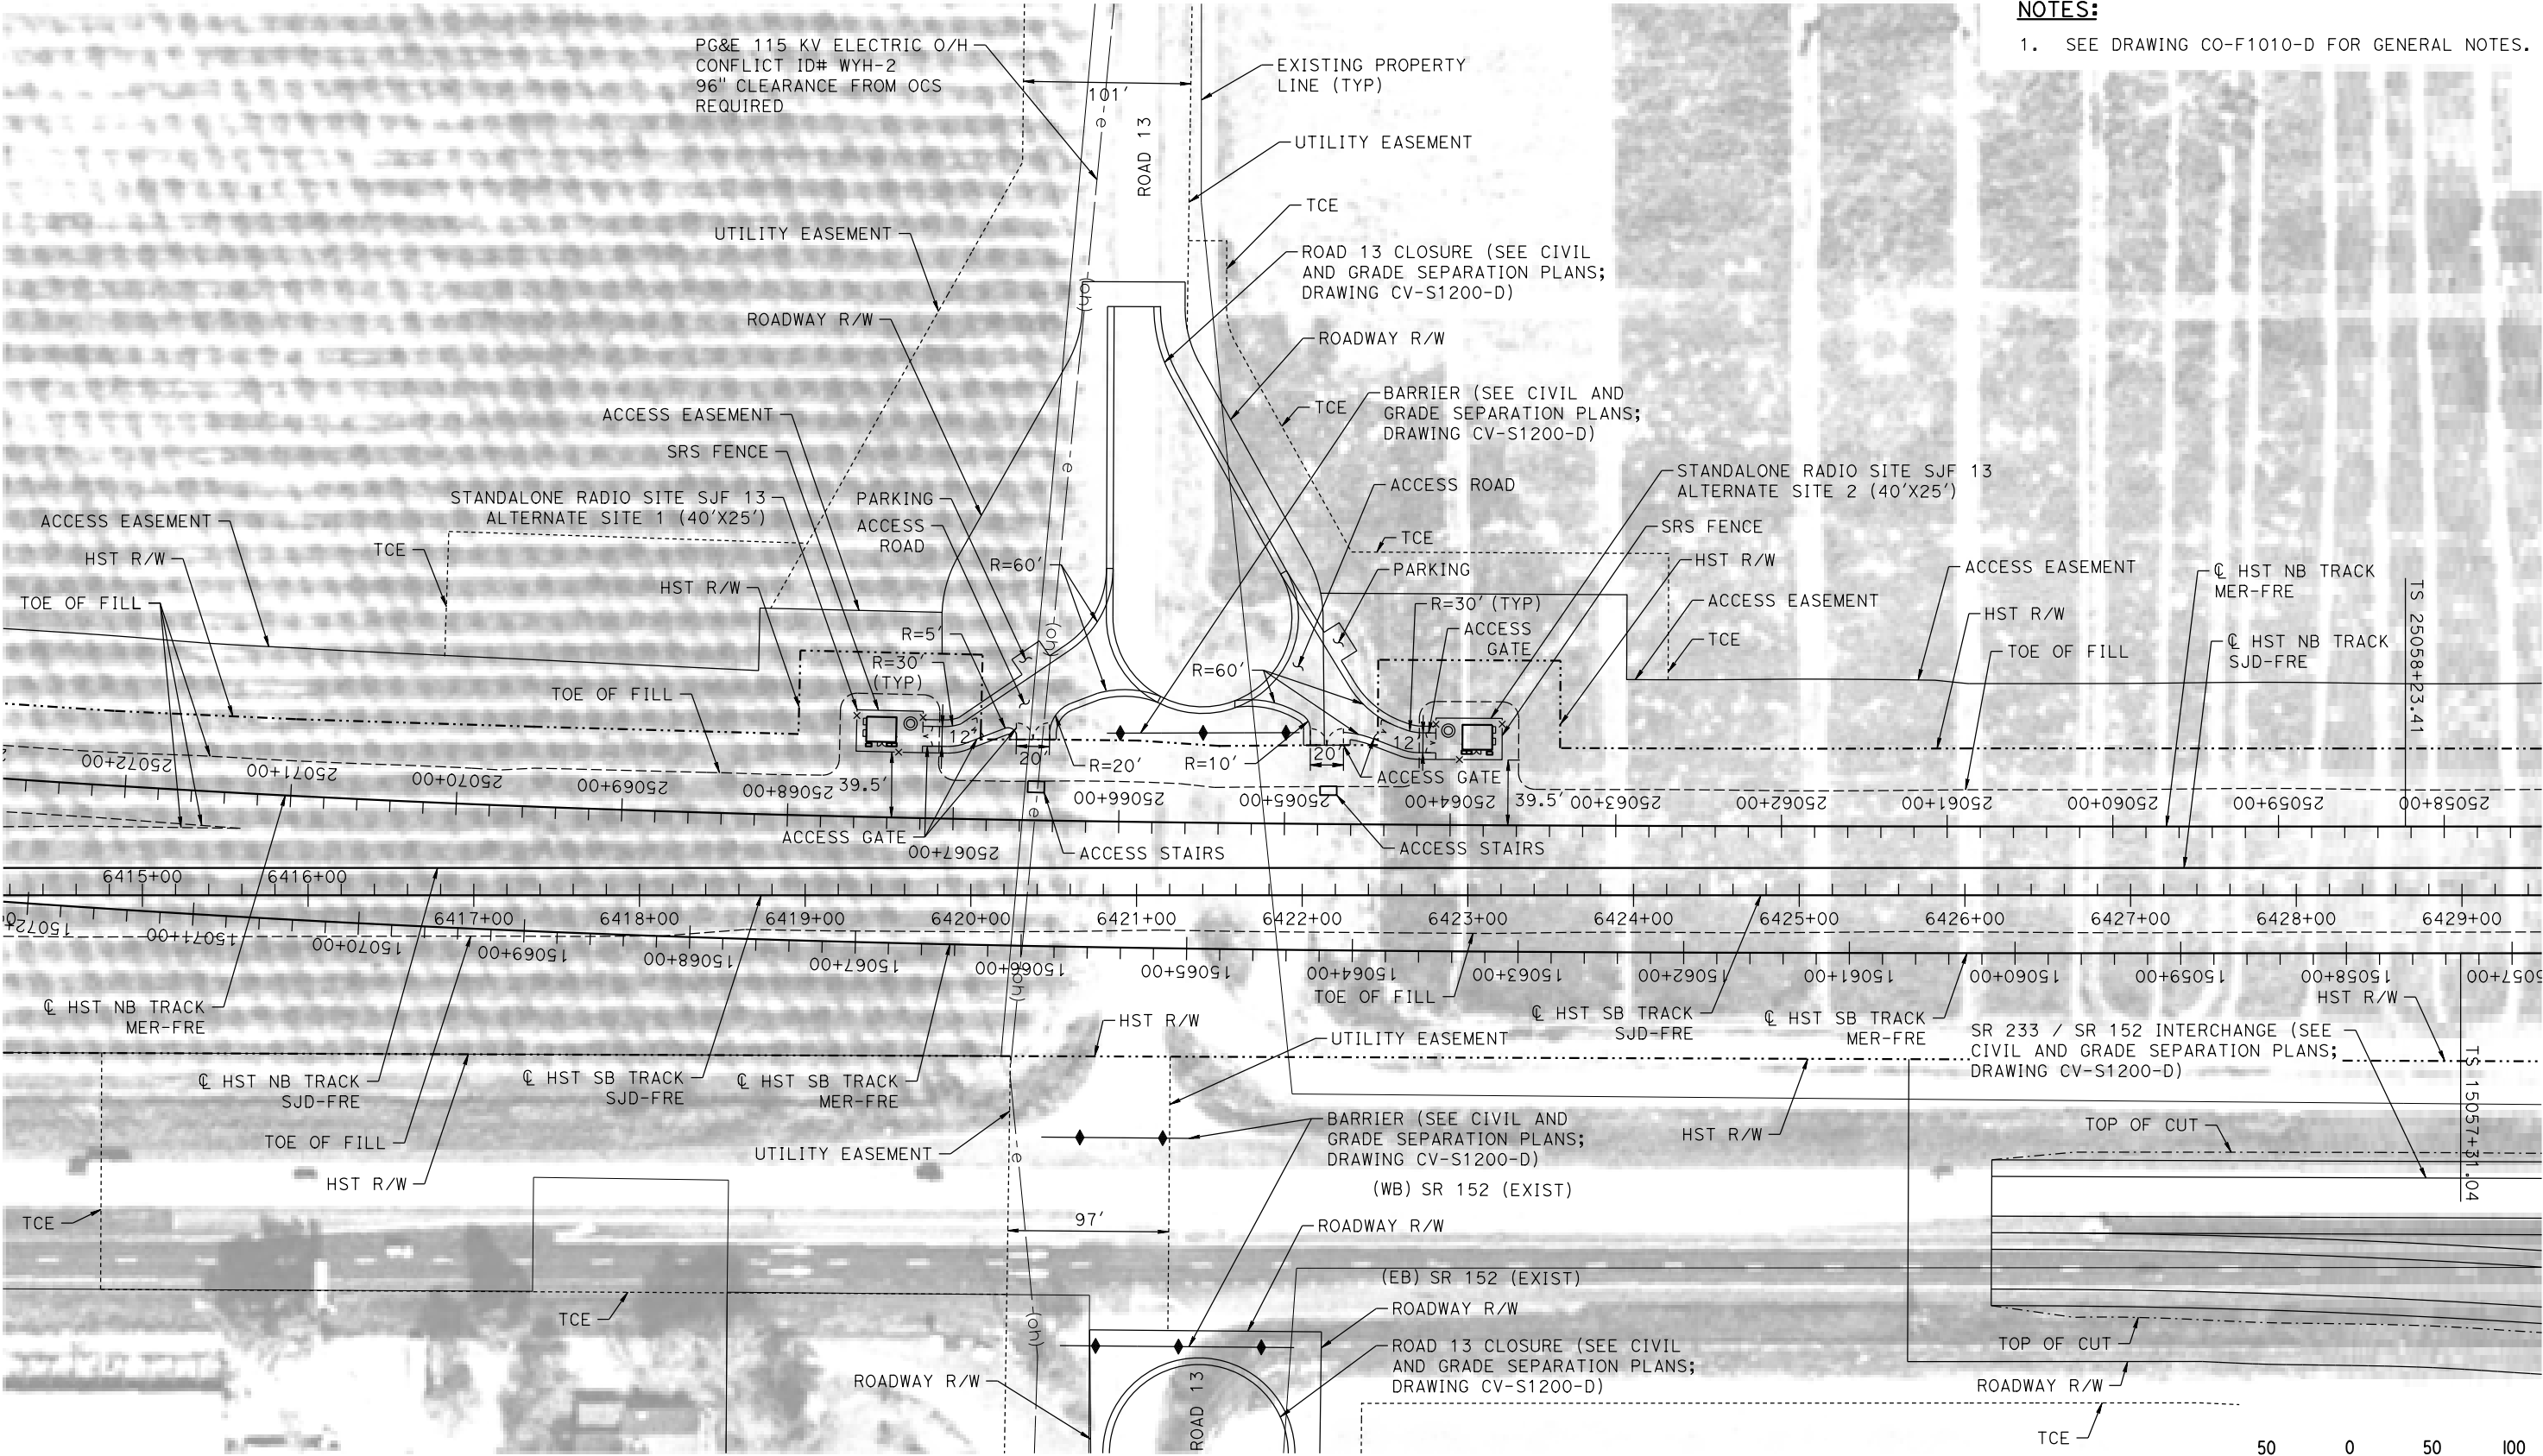 NOTES:
1. SEE DRAWING CO-F1010-D FOR GENERAL NOTES.
PG&E 115 KV ELECTRIC O/H
CONFLICT ID# WYH-2
96" CLEARANCE FROM OCS
REQUIRED
101'
e
ROAD 13
EXISTING PROPERTY
LINE (TYP)
UTILITY EASEMENT
TCE
UTILITY EASEMENT
ROAD 13 CLOSURE (SEE CIVIL
AND GRADE SEPARATION PLANS;
DRAWING CV-S1200-D)
(oh)
ROADWAY R/W
ROADWAY R/W
BARRIER (SEE CIVIL AND
GRADE SEPARATION PLANS;
DRAWING CV-S1200-D)
TCE
ACCESS EASEMENT
SRS FENCE
e
STANDALONE RADIO SITE SJF 13
ALTERNATE SITE 1 (40'X25')
PARKING
ACCESS
ROAD
ACCESS ROAD
STANDALONE RADIO SITE SJF 13
ALTERNATE SITE 2 (40'X25')
SRS FENCE
ACCESS EASEMENT
HST R/W
TCE
TOE OF FILL
HST R/W
R=60'
TCE
PARKING
HST R/W
ACCESS EASEMENT
ACCESS EASEMENT
HST R/W
℄ HST NB TRACK
MER-FRE
TS 25058+23.41
R=30' (TYP)
ACCESS
GATE
TCE
TOE OF FILL
℄ HST NB TRACK
SJD-FRE
R=5'
(oh)
R=30'
(TYP)
R=60'
TOE OF FILL
12'
20'
R=20'
R=10'
20'
12'
ACCESS GATE
39.5'
39.5'
25072+00
25071+00
25070+00
25069+00
25068+00
25067+00
25066+00
25065+00
25064+00
25063+00
25062+00
25061+00
25060+00
25059+00
25058+00
e
ACCESS GATE
ACCESS STAIRS
ACCESS STAIRS
6415+00
6416+00
6417+00
6418+00
6419+00
6420+00
6421+00
6422+00
6423+00
6424+00
6425+00
6426+00
6427+00
6428+00
6429+00
15071+00
15070+00
15069+00
15068+00
15067+00
15066+00
15065+00
15064+00
15063+00
15062+00
15061+00
15060+00
15059+00
15058+00
(oh)
℄ HST NB TRACK
MER-FRE
TOE OF FILL
℄ HST SB TRACK
SJD-FRE
℄ HST SB TRACK
MER-FRE
HST R/W
HST R/W
UTILITY EASEMENT
SR 233 / SR 152 INTERCHANGE (SEE
CIVIL AND GRADE SEPARATION PLANS;
DRAWING CV-S1200-D)
TS 15057+31.04
℄ HST NB TRACK
SJD-FRE
℄ HST SB TRACK
SJD-FRE
℄ HST SB TRACK
MER-FRE
TOE OF FILL
UTILITY EASEMENT
e
BARRIER (SEE CIVIL AND
GRADE SEPARATION PLANS;
DRAWING CV-S1200-D)
HST R/W
TOP OF CUT
HST R/W
(WB) SR 152 (EXIST)
TCE
97'
ROADWAY R/W
(EB) SR 152 (EXIST)
TCE
(oh)
ROADWAY R/W
ROAD 13 CLOSURE (SEE CIVIL
AND GRADE SEPARATION PLANS;
DRAWING CV-S1200-D)
TOP OF CUT
ROADWAY R/W
ROAD 13
ROADWAY R/W
TCE
50 0 50 100